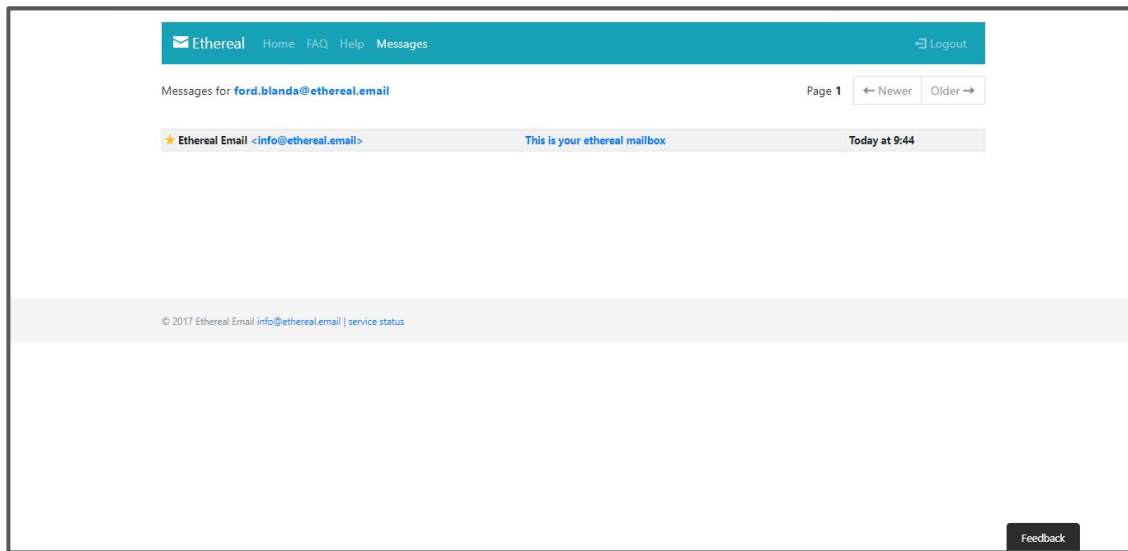 Ethereal Home FAQ Help Messages Logout
Messages for ford.blanda@ethereal.email Page 1 ← Newer Older →
★ Ethereal Email <info@ethereal.email> This is your ethereal mailbox Today at 9:44
© 2017 Ethereal Email info@ethereal.email | service status
Feedback